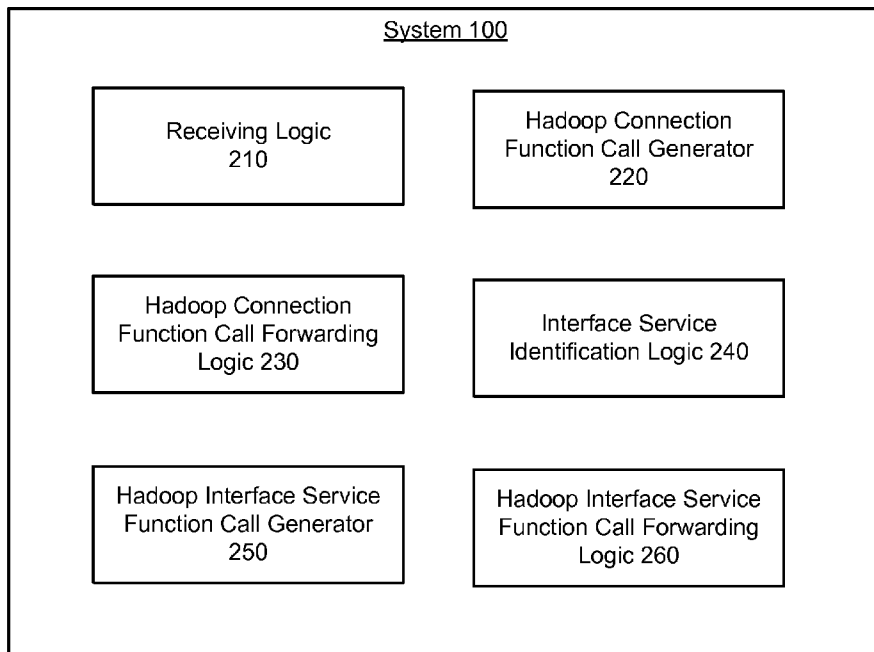 System 100
Receiving Logic
210
Hadoop Connection
Function Call Generator
220
Hadoop Connection
Function Call Forwarding
Logic 230
Interface Service
Identification Logic 240
Hadoop Interface Service
Function Call Generator
250
Hadoop Interface Service
Function Call Forwarding
Logic 260